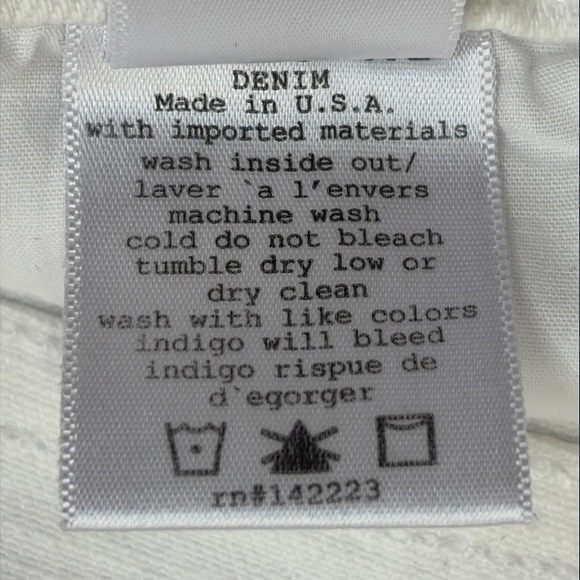 DENIM
Made in U.S.A.
with imported materials
wash inside out/
laver `a l'envers
machine wash
cold do not bleach
tumble dry low or
dry clean
wash with like colors
indigo will bleed
indigo rispue de
d`egorger
rn#142223